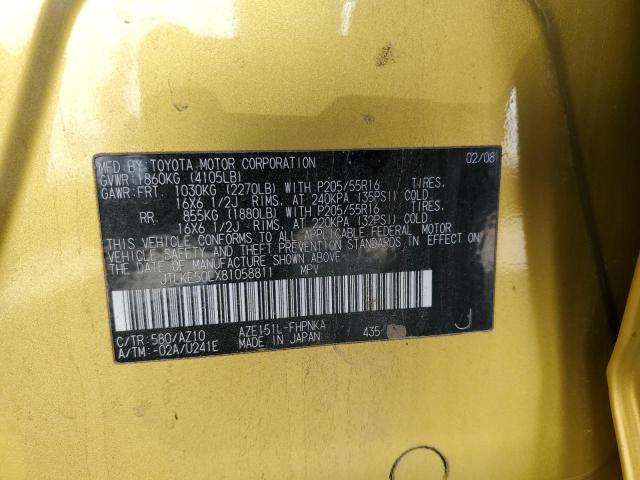 MFD BY TOYOTA MOTOR CORPORATION 02/08
GVWR 1860KG (4105LB)
GAWR: FRT 1030KG (2270LB) WITH P205/55R16 TIRES.
16X6 1/2J RIMS. AT 240KPA (35PSI) COLD
RR 855KG (1880LB) WITH P205/55R16 TIRES.
16X6 1/2J RIMS. AT 220KPA (32PSI) COLD.
THIS VEHICLE CONFORMS TO ALL APPLICABLE FEDERAL MOTOR
VEHICLE SAFETY AND THEFT PREVENTION STANDARDS IN EFFECT ON
THE DATE OF MANUFACTURE SHOWN ABOVE.
JTLKE50EX81058811 MPV
C/TR: 580/AZ10 AZE151L-FHPNKA 435 J
A/TM: -02A/U241E MADE IN JAPAN